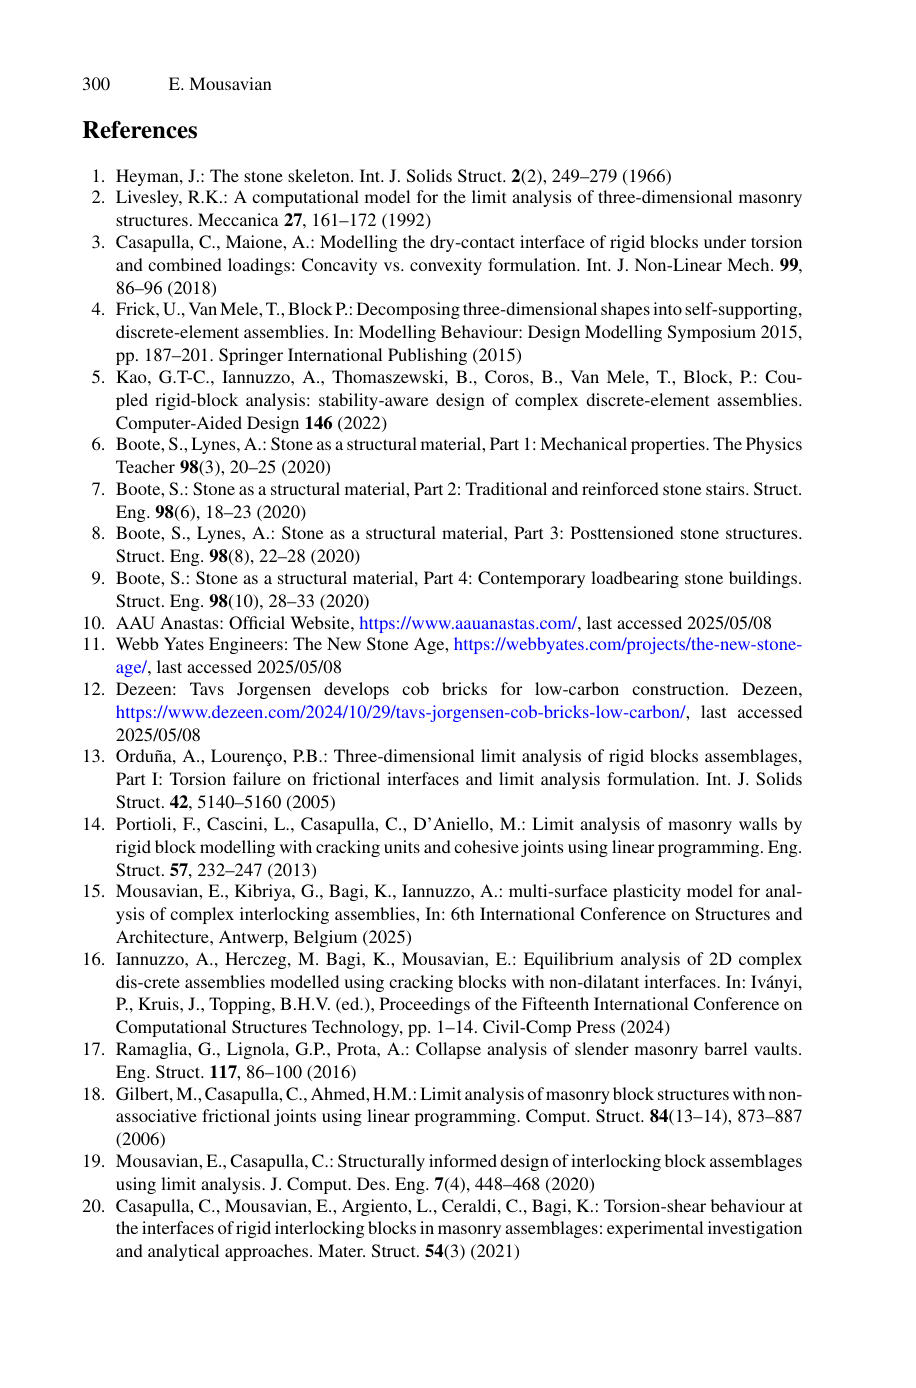 300 E. Mousavian
References
1. Heyman, J.: The stone skeleton. Int. J. Solids Struct. 2(2), 249–279 (1966)
2. Livesley, R.K.: A computational model for the limit analysis of three-dimensional masonry
structures. Meccanica 27, 161–172 (1992)
3. Casapulla, C., Maione, A.: Modelling the dry-contact interface of rigid blocks under torsion
and combined loadings: Concavity vs. convexity formulation. Int. J. Non-Linear Mech. 99,
86–96 (2018)
4. Frick, U., Van Mele, T., Block P.: Decomposing three-dimensional shapes into self-supporting,
discrete-element assemblies. In: Modelling Behaviour: Design Modelling Symposium 2015,
pp. 187–201. Springer International Publishing (2015)
5. Kao, G.T-C., Iannuzzo, A., Thomaszewski, B., Coros, B., Van Mele, T., Block, P.: Cou-
pled rigid-block analysis: stability-aware design of complex discrete-element assemblies.
Computer-Aided Design 146 (2022)
6. Boote, S., Lynes, A.: Stone as a structural material, Part 1: Mechanical properties. The Physics
Teacher 98(3), 20–25 (2020)
7. Boote, S.: Stone as a structural material, Part 2: Traditional and reinforced stone stairs. Struct.
Eng. 98(6), 18–23 (2020)
8. Boote, S., Lynes, A.: Stone as a structural material, Part 3: Posttensioned stone structures.
Struct. Eng. 98(8), 22–28 (2020)
9. Boote, S.: Stone as a structural material, Part 4: Contemporary loadbearing stone buildings.
Struct. Eng. 98(10), 28–33 (2020)
10. AAU Anastas: Official Website, https://www.aauanastas.com/, last accessed 2025/05/08
11. Webb Yates Engineers: The New Stone Age, https://webbyates.com/projects/the-new-stone-
age/, last accessed 2025/05/08
12. Dezeen: Tavs Jorgensen develops cob bricks for low-carbon construction. Dezeen,
https://www.dezeen.com/2024/10/29/tavs-jorgensen-cob-bricks-low-carbon/, last accessed
2025/05/08
13. Orduña, A., Lourenço, P.B.: Three-dimensional limit analysis of rigid blocks assemblages,
Part I: Torsion failure on frictional interfaces and limit analysis formulation. Int. J. Solids
Struct. 42, 5140–5160 (2005)
14. Portioli, F., Cascini, L., Casapulla, C., D’Aniello, M.: Limit analysis of masonry walls by
rigid block modelling with cracking units and cohesive joints using linear programming. Eng.
Struct. 57, 232–247 (2013)
15. Mousavian, E., Kibriya, G., Bagi, K., Iannuzzo, A.: multi-surface plasticity model for anal-
ysis of complex interlocking assemblies, In: 6th International Conference on Structures and
Architecture, Antwerp, Belgium (2025)
16. Iannuzzo, A., Herczeg, M. Bagi, K., Mousavian, E.: Equilibrium analysis of 2D complex
dis-crete assemblies modelled using cracking blocks with non-dilatant interfaces. In: Iványi,
P., Kruis, J., Topping, B.H.V. (ed.), Proceedings of the Fifteenth International Conference on
Computational Structures Technology, pp. 1–14. Civil-Comp Press (2024)
17. Ramaglia, G., Lignola, G.P., Prota, A.: Collapse analysis of slender masonry barrel vaults.
Eng. Struct. 117, 86–100 (2016)
18. Gilbert, M., Casapulla, C., Ahmed, H.M.: Limit analysis of masonry block structures with non-
associative frictional joints using linear programming. Comput. Struct. 84(13–14), 873–887
(2006)
19. Mousavian, E., Casapulla, C.: Structurally informed design of interlocking block assemblages
using limit analysis. J. Comput. Des. Eng. 7(4), 448–468 (2020)
20. Casapulla, C., Mousavian, E., Argiento, L., Ceraldi, C., Bagi, K.: Torsion-shear behaviour at
the interfaces of rigid interlocking blocks in masonry assemblages: experimental investigation
and analytical approaches. Mater. Struct. 54(3) (2021)